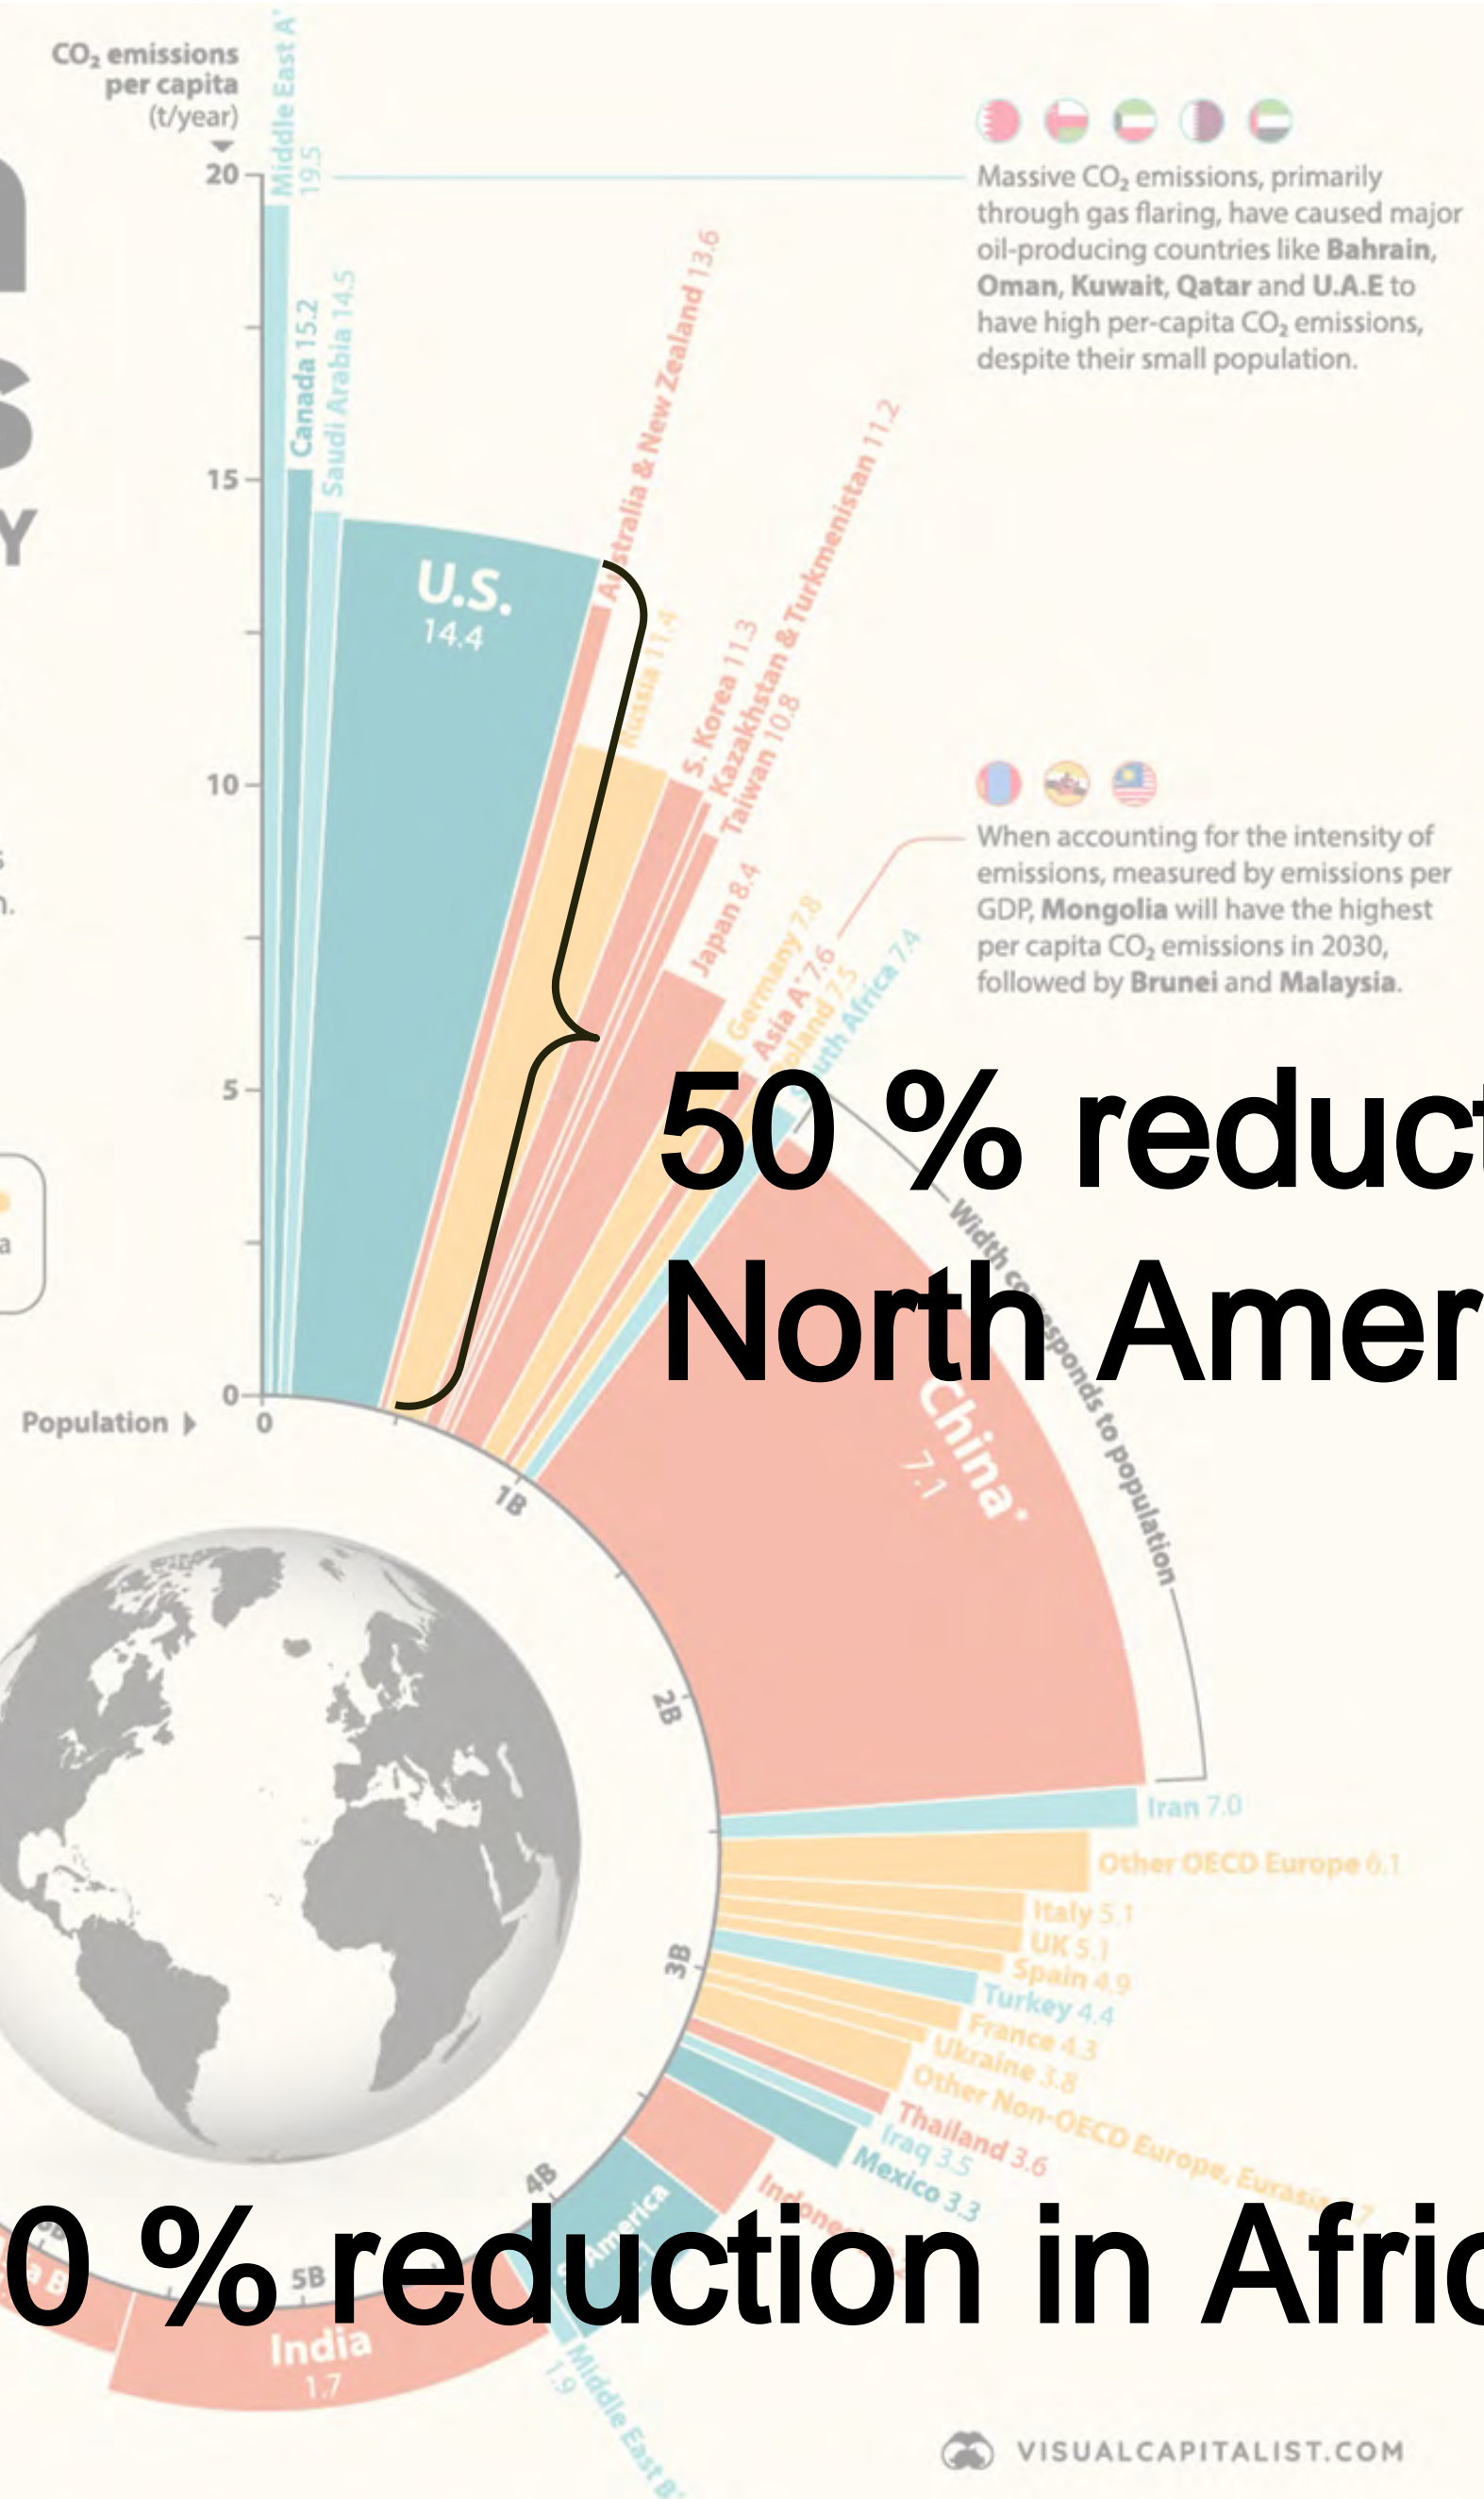 CO₂ emissions
per capita
(t/year)
Middle East A*
19.5
20
Massive CO₂ emissions, primarily
through gas flaring, have caused major
oil-producing countries like Bahrain,
Oman, Kuwait, Qatar and U.A.E to
have high per-capita CO₂ emissions,
despite their small population.
Canada 15.2
Saudi Arabia 14.5
Y
15
U.S.
14.4
Australia & New Zealand 13.6
Russia 11.4
S. Korea 11.3
Kazakhstan & Turkmenistan 11.2
Taiwan 10.8
10
Japan 8.4
Germany 7.8
Asia A* 7.6
Poland 7.5
South Africa 7.4
When accounting for the intensity of
emissions, measured by emissions per
GDP, Mongolia will have the highest
per capita CO₂ emissions in 2030,
followed by Brunei and Malaysia.
5
50 % reduct
North Amer
Width corresponds to population
China*
7.1
0
Population
0
1B
2B
3B
4B
5B
Iran 7.0
Other OECD Europe 6.1
Italy 5.1
UK 5.1
Spain 4.9
Turkey 4.4
France 4.3
Ukraine 3.8
Other Non-OECD Europe, Eurasia
Thailand 3.6
Iraq 3.5
Mexico 3.3
America
0 % reduction in Afric
India
1.7
Middle East B*
1.9
VISUALCAPITALIST.COM